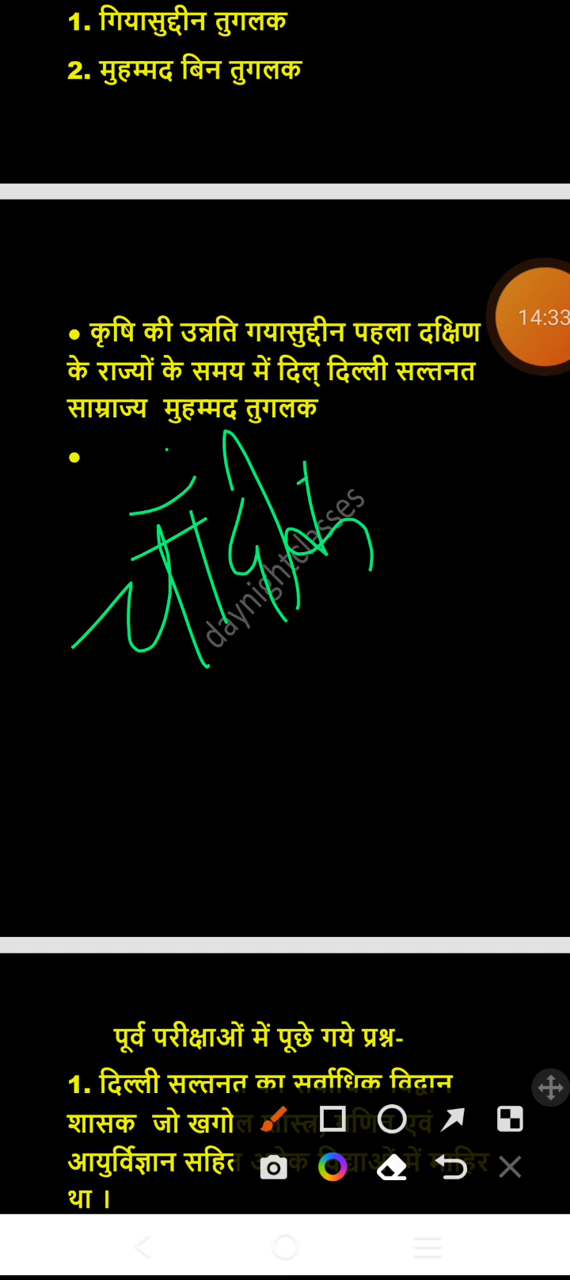 1. गियासुद्दीन तुगलक
2. मुहम्मद बिन तुगलक
14:33
● कृषि की उन्नति गयासुद्दीन पहला दक्षिण
के राज्यों के समय में दिल् दिल्ली सल्तनत
साम्राज्य मुहम्मद तुगलक
●
daynightclasses
पूर्व परीक्षाओं में पूछे गये प्रश्न-
1. दिल्ली सल्तनत का सर्वाधिक विद्वान
शासक जो एवं
आयुर्विज्ञान सहित में माहिर
था ।